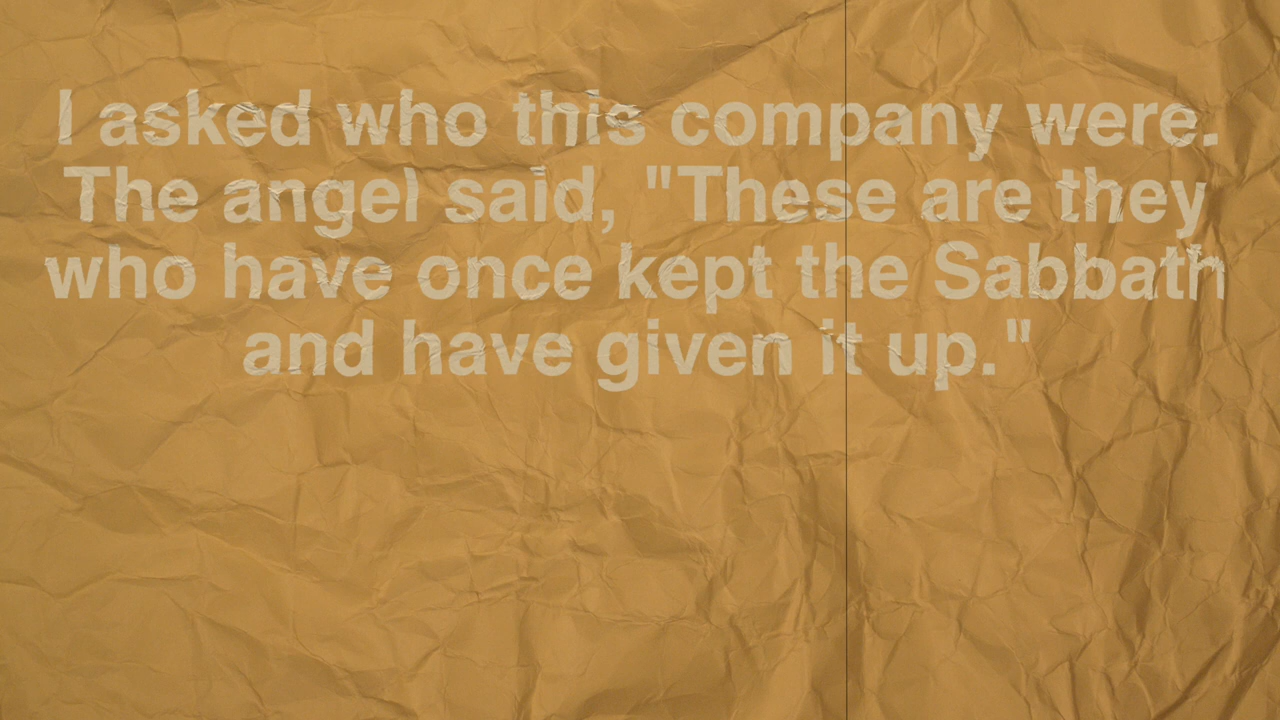 I asked who this company were.
The angel said, "These are they
who have once kept the Sabbath
and have given it up."